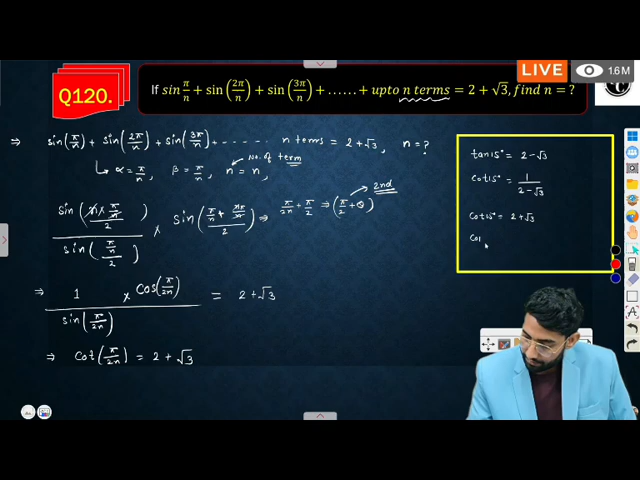 LIVE 1.6M
Q120.
If sin π/n + sin(2π/n) + sin(3π/n) + ...... + upto n terms = 2 + √3, find n = ?
⇒ sin(π/n) + sin(2π/n) + sin(3π/n) + ...... n terms = 2 + √3, n = ?
no. of term
↳ α = π/n, β = π/n, n = n,
2nd
sin(n × π/n / 2) / sin(π/n / 2) × sin((π/n + nπ/n) / 2) ⇒ π/2n + π/2 ⇒ (π/2 + θ)
⇒ 1 / sin(π/2n) × cos(π/2n) = 2 + √3
⇒ cot(π/2n) = 2 + √3
tan15° = 2 - √3
cot15° = 1 / (2 - √3)
cot15° = 2 + √3